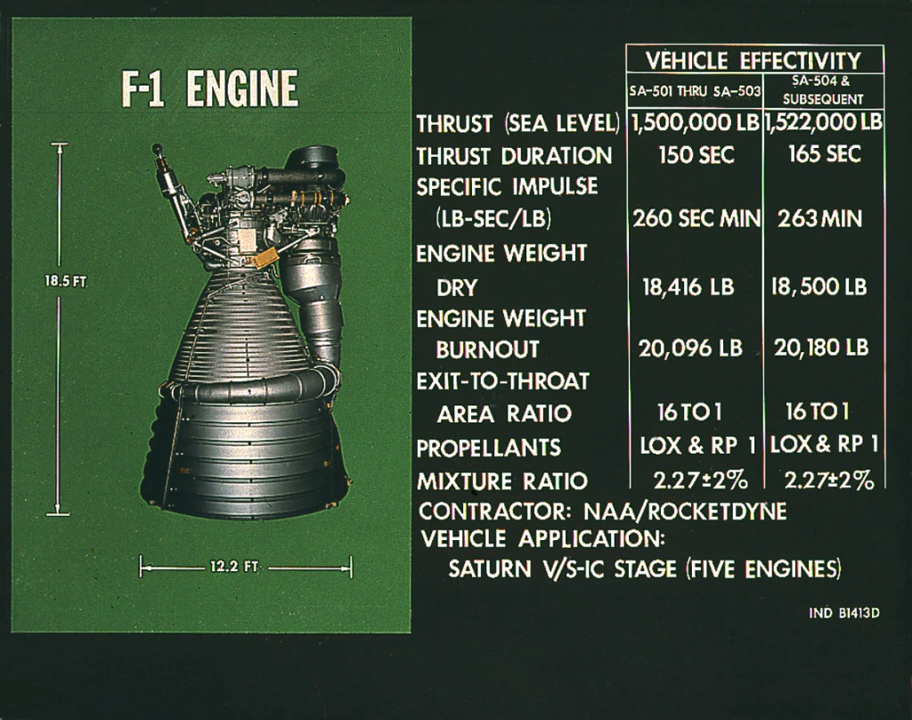 F-1 ENGINE
18.5 FT.
12.2 FT.
VEHICLE EFFECTIVITY
SA-501 THRU SA-503
SA-504 &
SUBSEQUENT
THRUST (SEA LEVEL) 1,500,000 LB 1,522,000 LB
THRUST DURATION 150 SEC 165 SEC
SPECIFIC IMPULSE
(LB-SEC/LB) 260 SEC MIN 263 MIN
ENGINE WEIGHT
DRY 18,416 LB 18,500 LB
ENGINE WEIGHT
BURNOUT 20,096 LB 20,180 LB
EXIT-TO-THROAT
AREA RATIO 16 TO 1 16 TO 1
PROPELLANTS LOX & RP 1 LOX & RP 1
MIXTURE RATIO 2.27±2% 2.27±2%
CONTRACTOR: NAA/ROCKETDYNE
VEHICLE APPLICATION:
SATURN V/S-IC STAGE (FIVE ENGINES)
IND B1413D